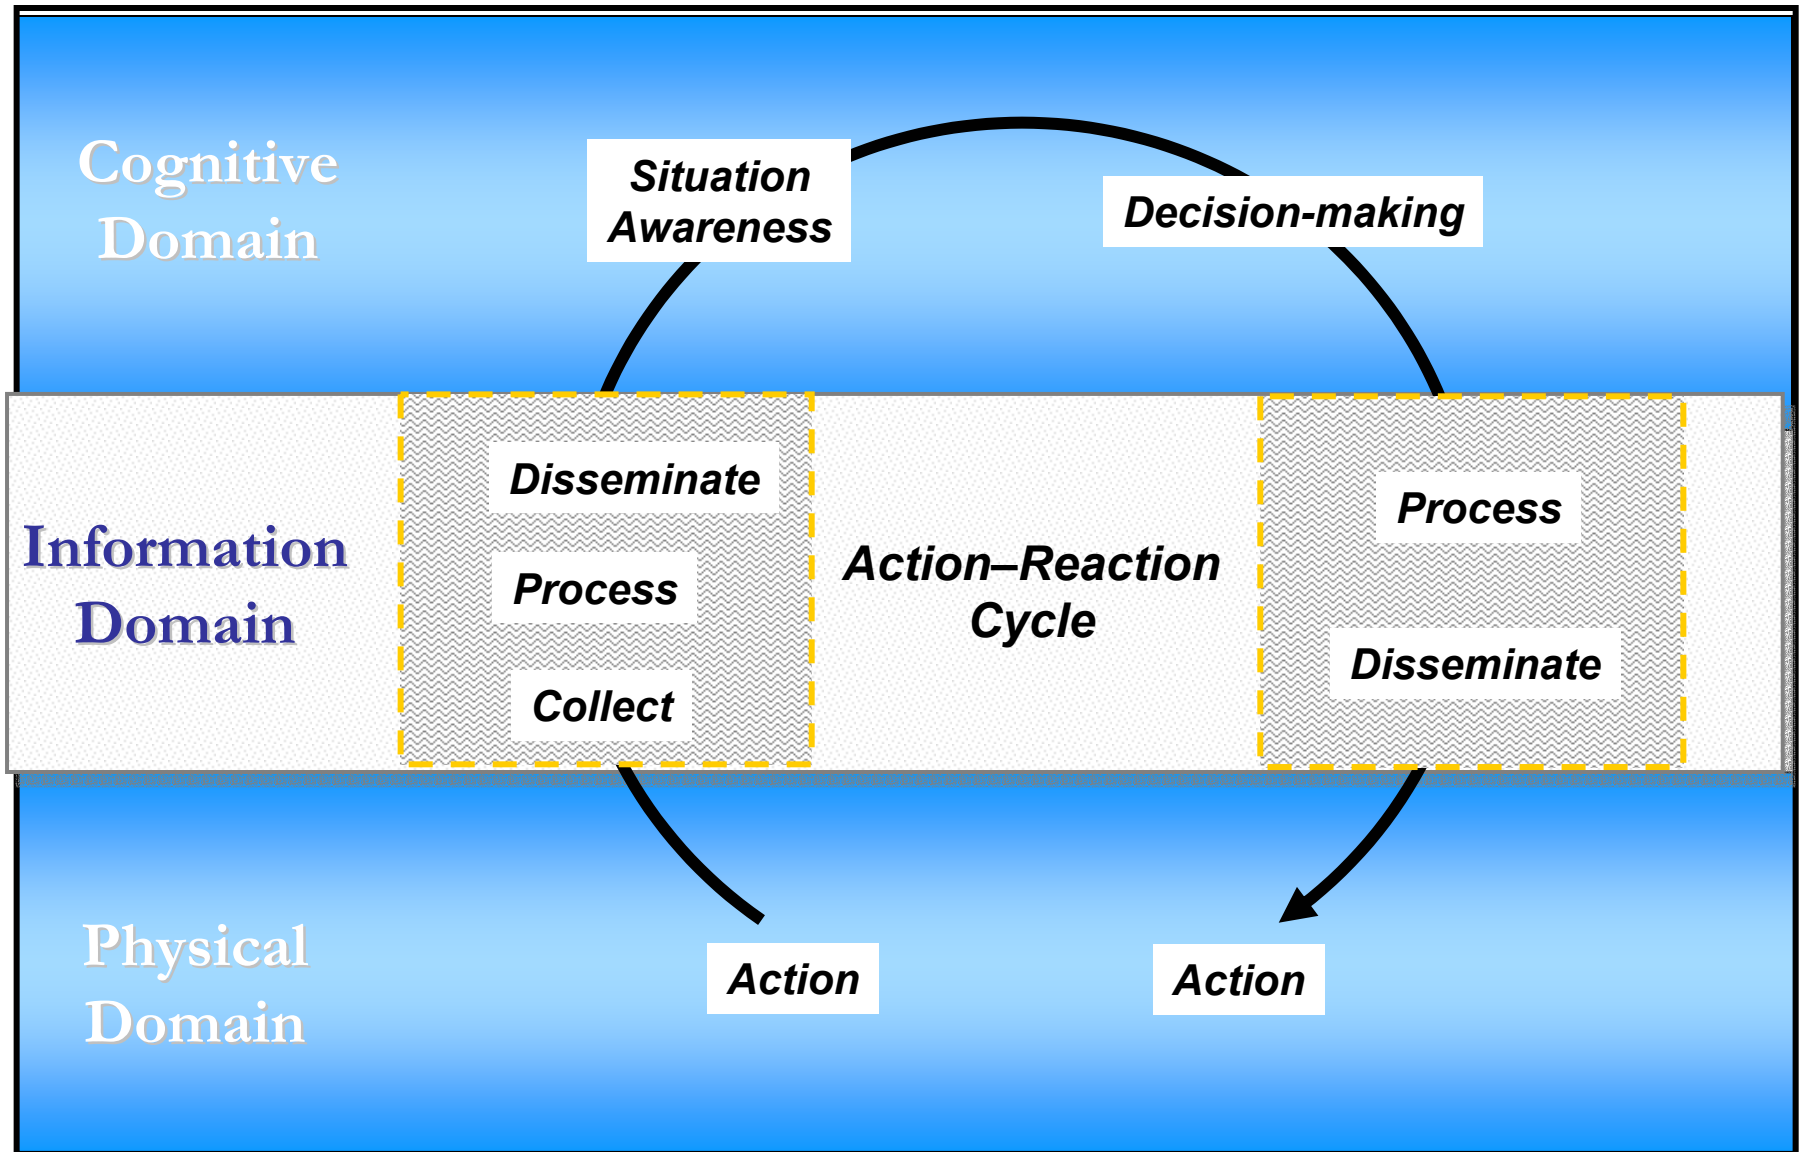 Cognitive
Domain
Situation
Awareness
Decision-making
Information
Domain
Disseminate
Process
Collect
Action–Reaction
Cycle
Process
Disseminate
Physical
Domain
Action
Action